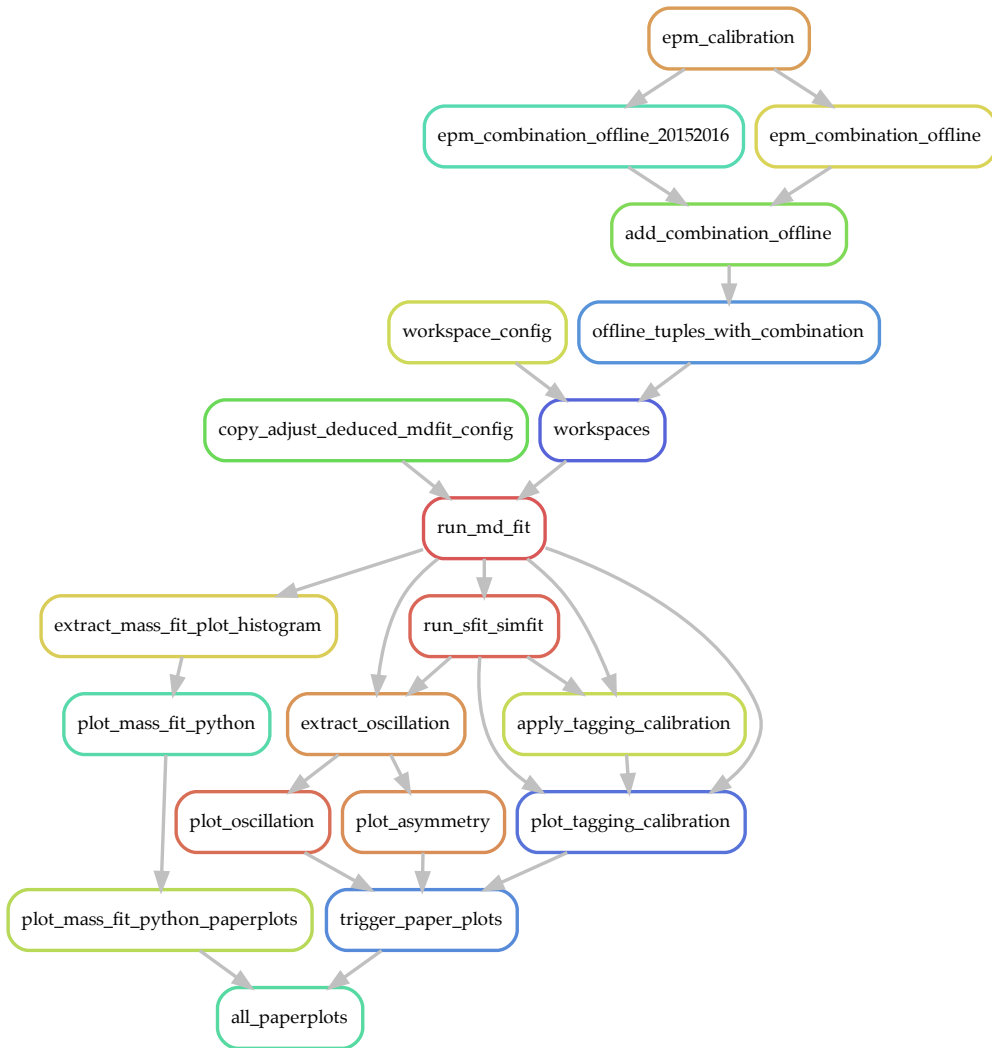 epm_calibration
epm_combination_offline_20152016
epm_combination_offline
add_combination_offline
workspace_config
offline_tuples_with_combination
copy_adjust_deduced_mdfit_config
workspaces
run_md_fit
extract_mass_fit_plot_histogram
run_sfit_simfit
plot_mass_fit_python
extract_oscillation
apply_tagging_calibration
plot_oscillation
plot_asymmetry
plot_tagging_calibration
plot_mass_fit_python_paperplots
trigger_paper_plots
all_paperplots